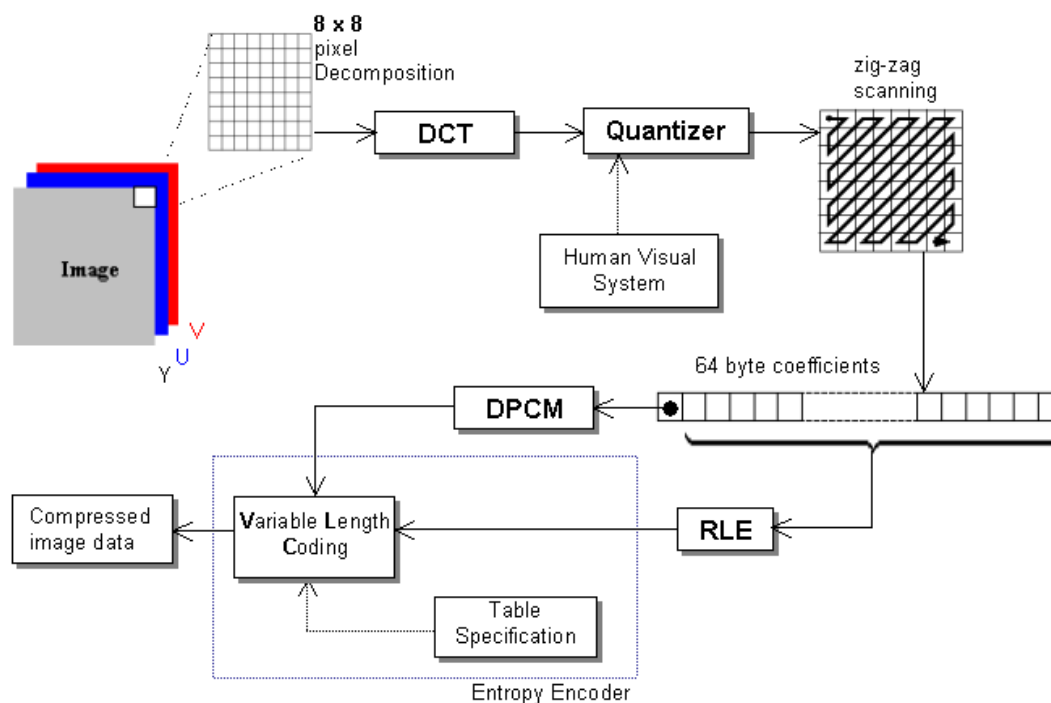 8 x 8
pixel
Decomposition
zig-zag
scanning
DCT
Quantizer
Human Visual
System
Image
V
U
Y
64 byte coefficients
DPCM
Compressed
image data
Variable Length
Coding
RLE
Table
Specification
Entropy Encoder